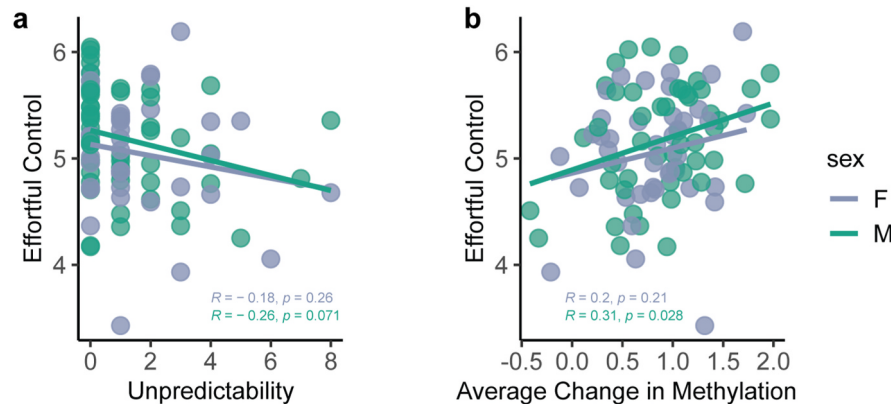 a
Effortful Control
6
5
4
R = − 0.18, p = 0.26
R = − 0.26, p = 0.071
0 2 4 6 8
Unpredictability
b
Effortful Control
6
5
4
R = 0.2, p = 0.21
R = 0.31, p = 0.028
-0.5 0.0 0.5 1.0 1.5 2.0
Average Change in Methylation
sex
F
M